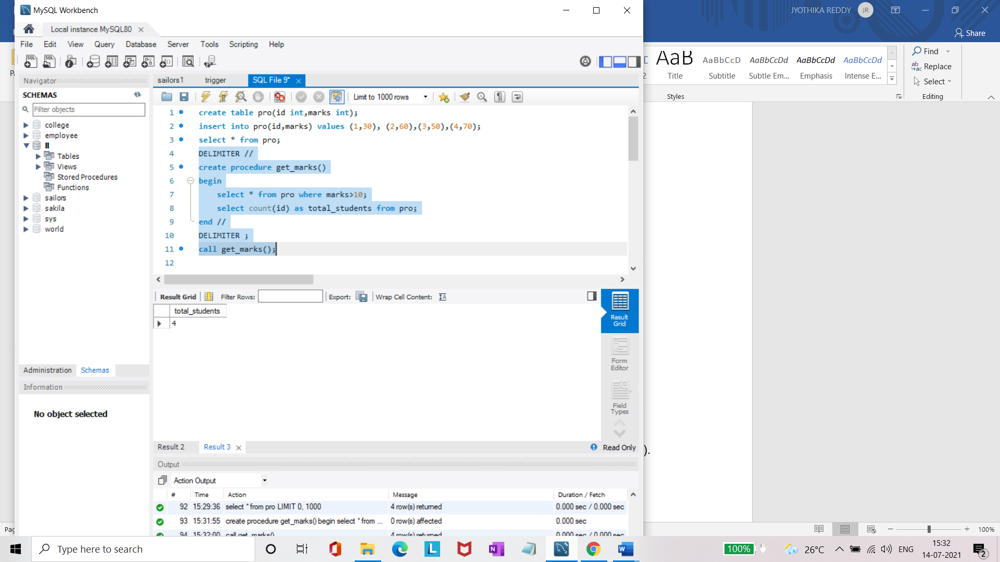 MySQL Workbench
JYOTHIKA REDDY JR
Local instance MySQL80
Share
File Edit View Query Database Server Tools Scripting Help
Find
AaB AaBbCcD AaBbCcDd AaBbCcDd AaBbCcDd
Replace
2 Title Subtitle Subtle Em... Emphasis Intense E...
Select
Navigator
sailors1 trigger SQL File 9*
SCHEMAS
Limit to 1000 rows
Styles Editing
Filter objects
1 create table pro(id int,marks int);
2 insert into pro(id,marks) values (1,30), (2,60),(3,50),(4,70);
3 select * from pro;
4 DELIMITER //
5 create procedure get_marks()
6 begin
7 select * from pro where marks>10;
8 select count(id) as total_students from pro;
9 end //
10 DELIMITER ;
11 call get_marks();
12
college
employee
ll
Tables
Views
Stored Procedures
Functions
sailors
sakila
sys
world
Result Grid Filter Rows: Export: Wrap Cell Content:
total_students
4
Result Grid
Form Editor
Field Types
Administration Schemas
Information
No object selected
Result 2 Result 3 Read Only
).
Output
Action Output
# Time Action Message Duration / Fetch
92 15:29:36 select * from pro LIMIT 0, 1000 4 row(s) returned 0.000 sec / 0.000 sec
93 15:31:55 create procedure get_marks() begin select * from ... 0 row(s) affected 0.000 sec
94 15:32:00 call get_marks() 4 row(s) returned 0.000 sec / 0.000 sec
100%
Type here to search
100% 26°C ENG 15:32
14-07-2021
2